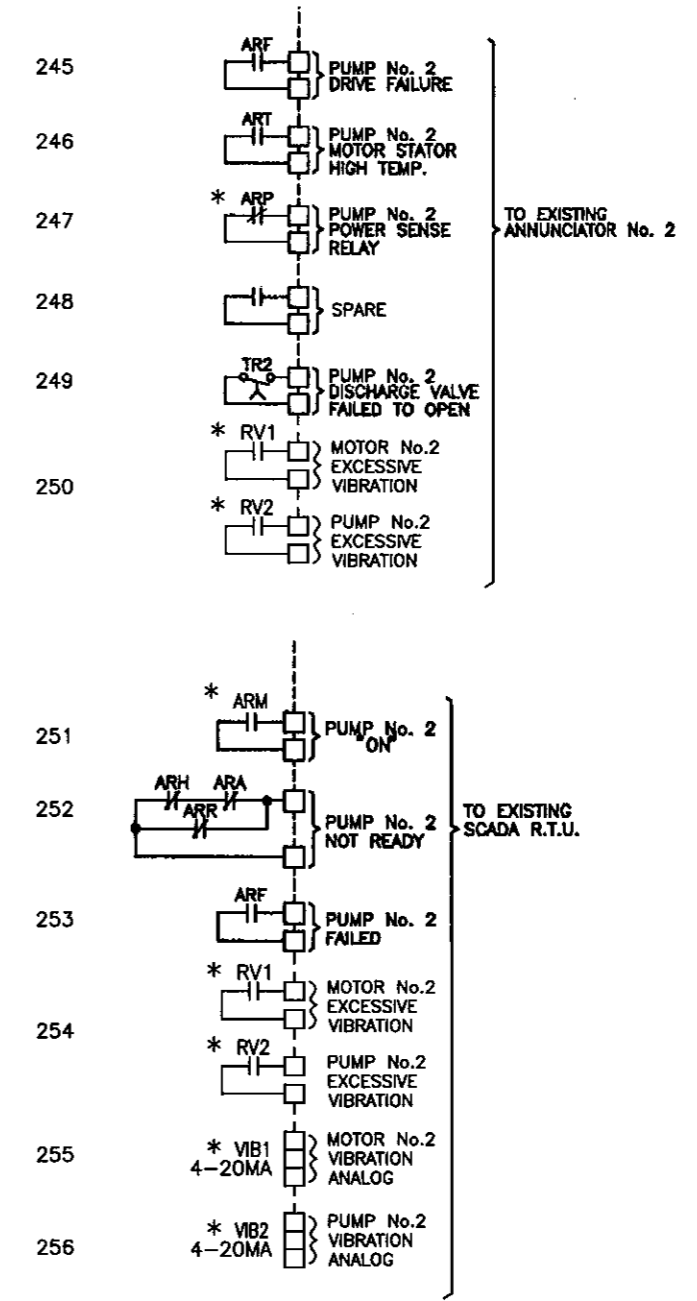 245
ARF
PUMP No. 2
DRIVE FAILURE
246
ART
PUMP No. 2
MOTOR STATOR
HIGH TEMP.
247
* ARP
PUMP No. 2
POWER SENSE
RELAY
TO EXISTING
ANNUNCIATOR No. 2
248
SPARE
249
TR2
PUMP No. 2
DISCHARGE VALVE
FAILED TO OPEN
250
* RV1
MOTOR No.2
EXCESSIVE
VIBRATION
* RV2
PUMP No.2
EXCESSIVE
VIBRATION
251
* ARM
PUMP No. 2
"ON"
252
ARH ARA
ARR
PUMP No. 2
NOT READY
TO EXISTING
SCADA R.T.U.
253
ARF
PUMP No. 2
FAILED
254
* RV1
MOTOR No.2
EXCESSIVE
VIBRATION
* RV2
PUMP No.2
EXCESSIVE
VIBRATION
255
* VIB1
4-20MA
MOTOR No.2
VIBRATION
ANALOG
256
* VIB2
4-20MA
PUMP No.2
VIBRATION
ANALOG